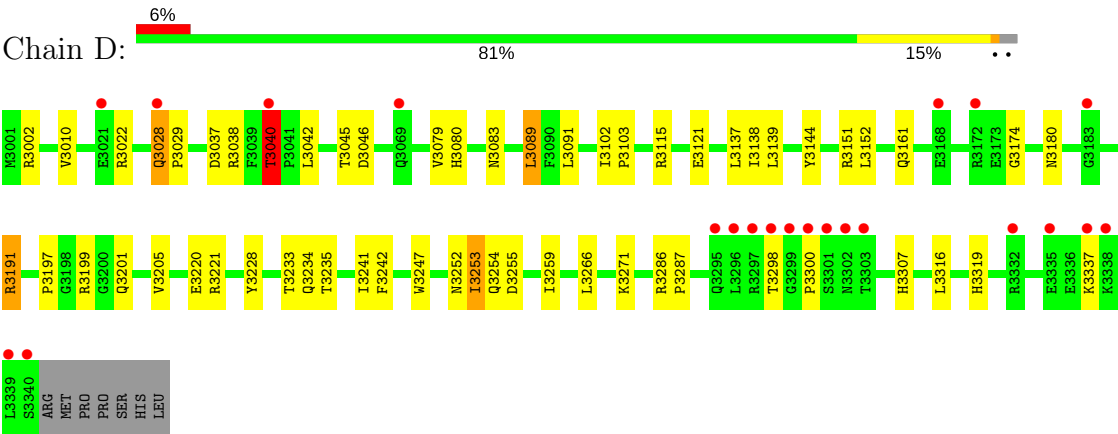 6%
Chain D:
81% 15% • •
M3001 R3002 V3010 E3021 R3022 Q3028 P3029 D3037 R3038 F3039 T3040 P3041 L3042 T3045 D3046 Q3069 V3079 H3080 N3083 L3089 F3090 L3091 I3102 P3103 R3115 E3121 L3137 I3138 L3139 Y3144 R3151 L3152 Q3161 E3168 R3172 E3173 G3174 N3180 G3183
R3191 P3197 G3198 R3199 G3200 Q3201 V3205 E3220 R3221 Y3228 T3233 Q3234 T3235 I3241 F3242 W3247 N3252 I3253 Q3254 D3255 I3259 L3266 K3271 R3286 P3287 Q3295 L3296 R3297 T3298 G3299 P3300 S3301 N3302 T3303 H3307 L3316 H3319 R3332 E3335 E3336 K3337 K3338
L3339 S3340 ARG MET PRO PRO SER HIS LEU